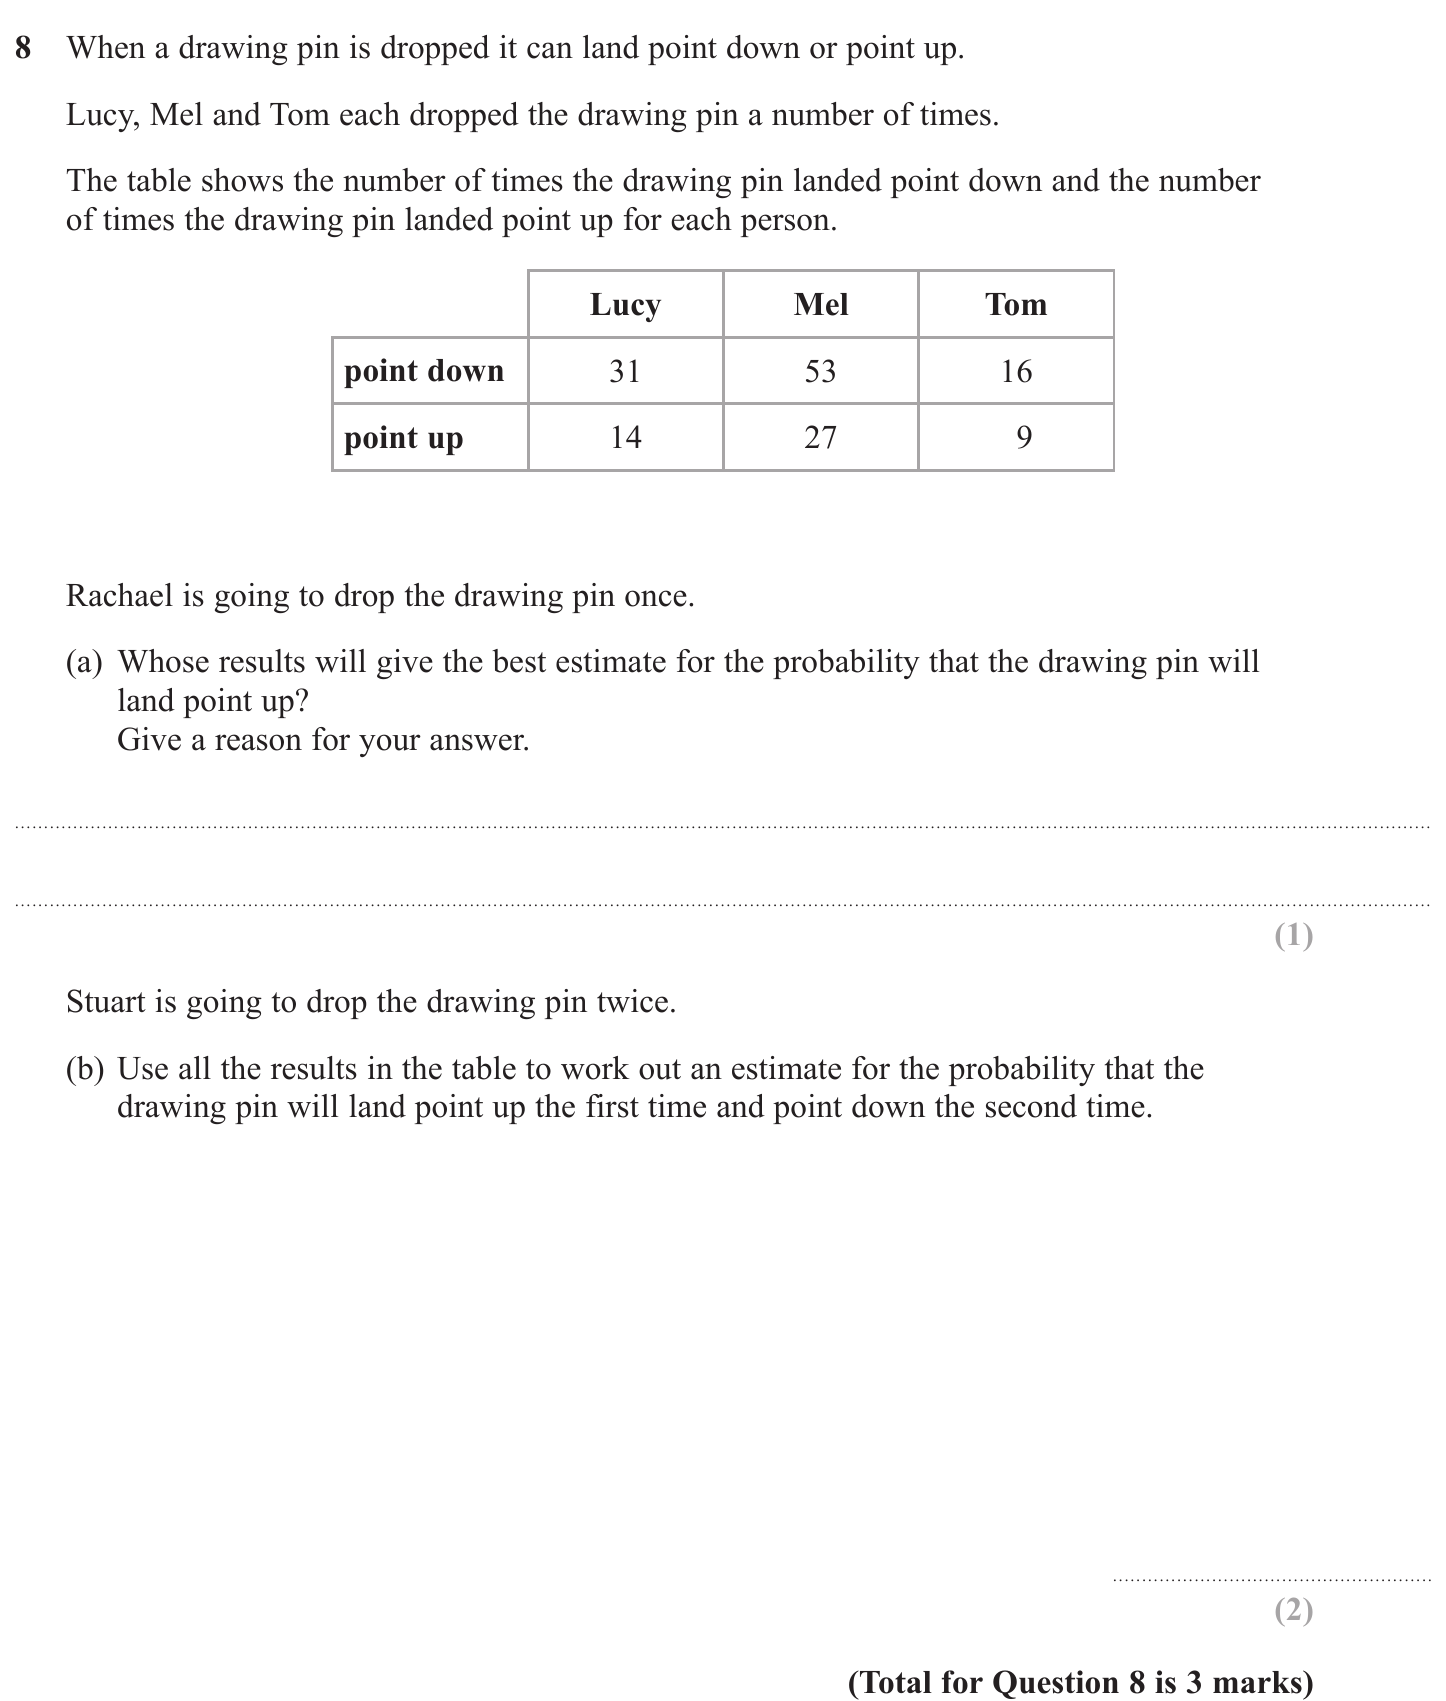 8 When a drawing pin is dropped it can land point down or point up.
Lucy, Mel and Tom each dropped the drawing pin a number of times.
The table shows the number of times the drawing pin landed point down and the number
of times the drawing pin landed point up for each person.
Lucy Mel Tom
point down 31 53 16
point up 14 27 9
Rachael is going to drop the drawing pin once.
(a) Whose results will give the best estimate for the probability that the drawing pin will
land point up?
Give a reason for your answer.
(1)
Stuart is going to drop the drawing pin twice.
(b) Use all the results in the table to work out an estimate for the probability that the
drawing pin will land point up the first time and point down the second time.
(2)
(Total for Question 8 is 3 marks)